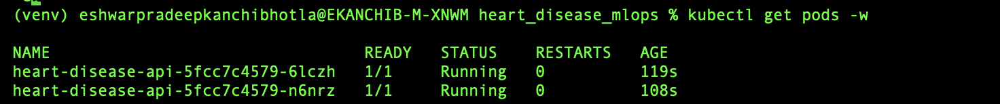 (venv) eshwarpradeepkanchibhotla@EKANCHIB-M-XNWM heart_disease_mlops % kubectl get pods -w
NAME READY STATUS RESTARTS AGE
heart-disease-api-5fcc7c4579-6lczh 1/1 Running 0 119s
heart-disease-api-5fcc7c4579-n6nrz 1/1 Running 0 108s